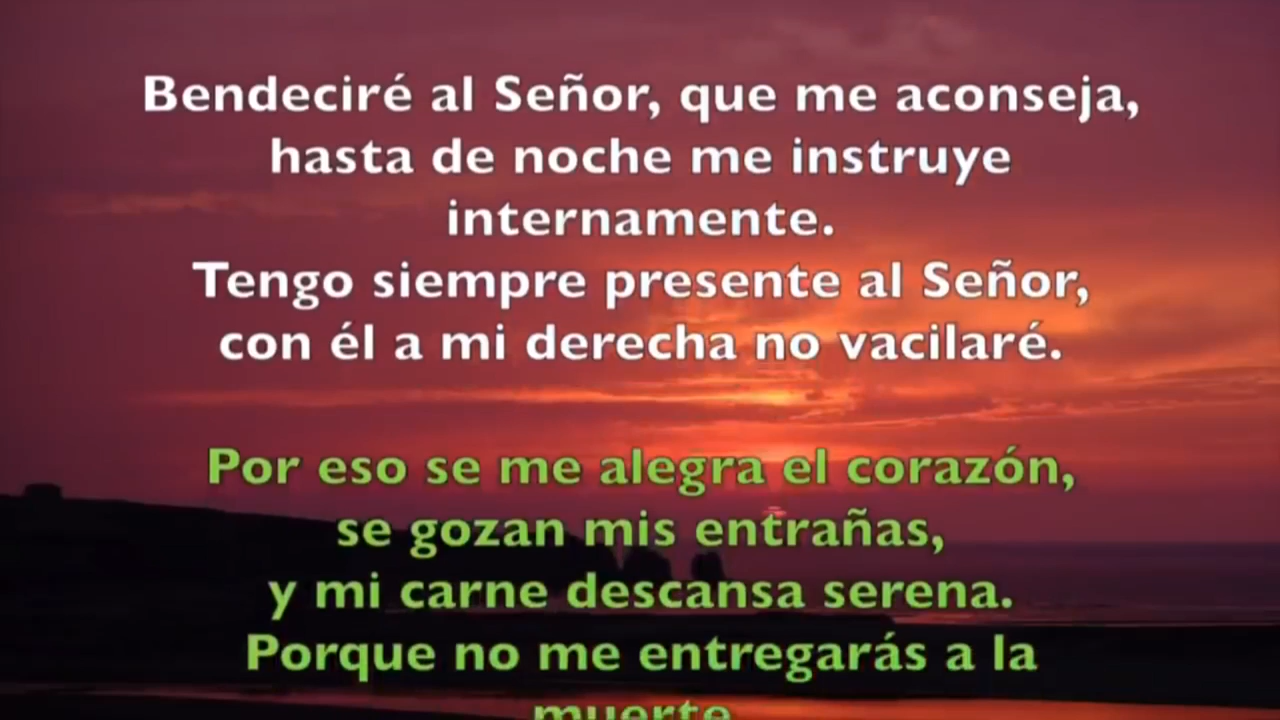 Bendeciré al Señor, que me aconseja,
hasta de noche me instruye
internamente.
Tengo siempre presente al Señor,
con él a mi derecha no vacilaré.
Por eso se me alegra el corazón,
se gozan mis entrañas,
y mi carne descansa serena.
Porque no me entregarás a la
muerte